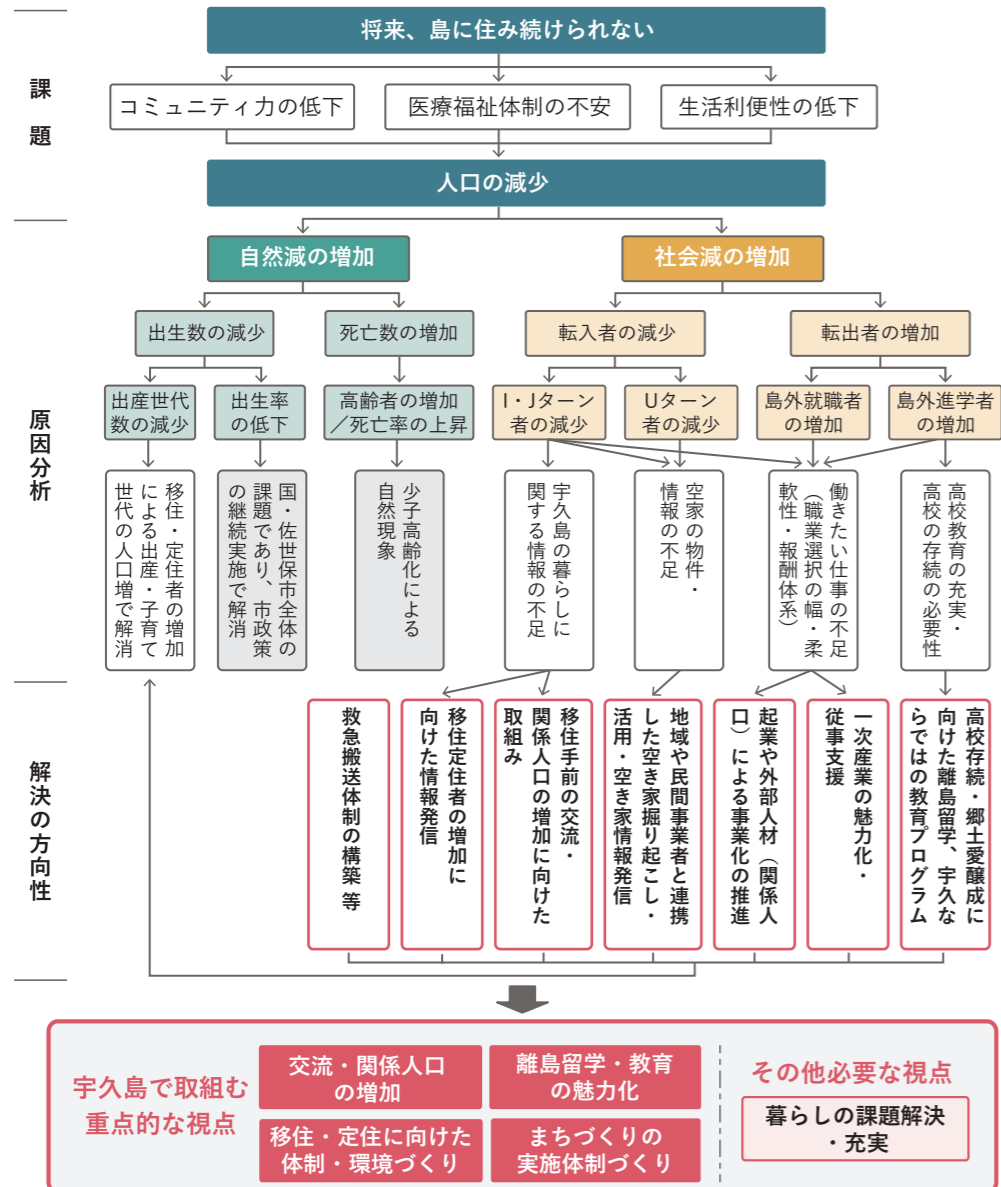 課題
将来、島に住み続けられない
コミュニティ力の低下
医療福祉体制の不安
生活利便性の低下
人口の減少
原因分析
自然減の増加
社会減の増加
出生数の減少
死亡数の増加
転入者の減少
転出者の増加
出産世代
数の減少
出生率
の低下
高齢者の増加
／死亡率の上昇
I・Jターン
者の減少
Uターン
者の減少
島外就職者
の増加
島外進学者
の増加
移住・定住者の増加
による出産・子育て
世代の人口増で解消
国・佐世保市全体の
課題であり、市政策
の継続実施で解消
少子高齢化による
自然現象
宇久島の暮らしに
関する情報の不足
空家の物件・
情報の不足
働きたい仕事の不足
（職業選択の幅・柔
軟性・報酬体系）
高校教育の充実・
高校の存続の必要性
解決の方向性
救急搬送体制の構築 等
移住定住者の増加に
向けた情報発信
移住手前の交流・
関係人口の増加に向けた
取組み
地域や民間事業者と連携
した空き家掘り起こし・
活用・空き家情報発信
起業や外部人材（関係人
口）による事業化の推進
一次産業の魅力化・
従事支援
高校存続・郷土愛醸成に
向けた離島留学、宇久な
らではの教育プログラム
宇久島で取組む
重点的な視点
交流・関係人口
の増加
離島留学・教育
の魅力化
移住・定住に向けた
体制・環境づくり
まちづくりの
実施体制づくり
その他必要な視点
暮らしの課題解決
・充実